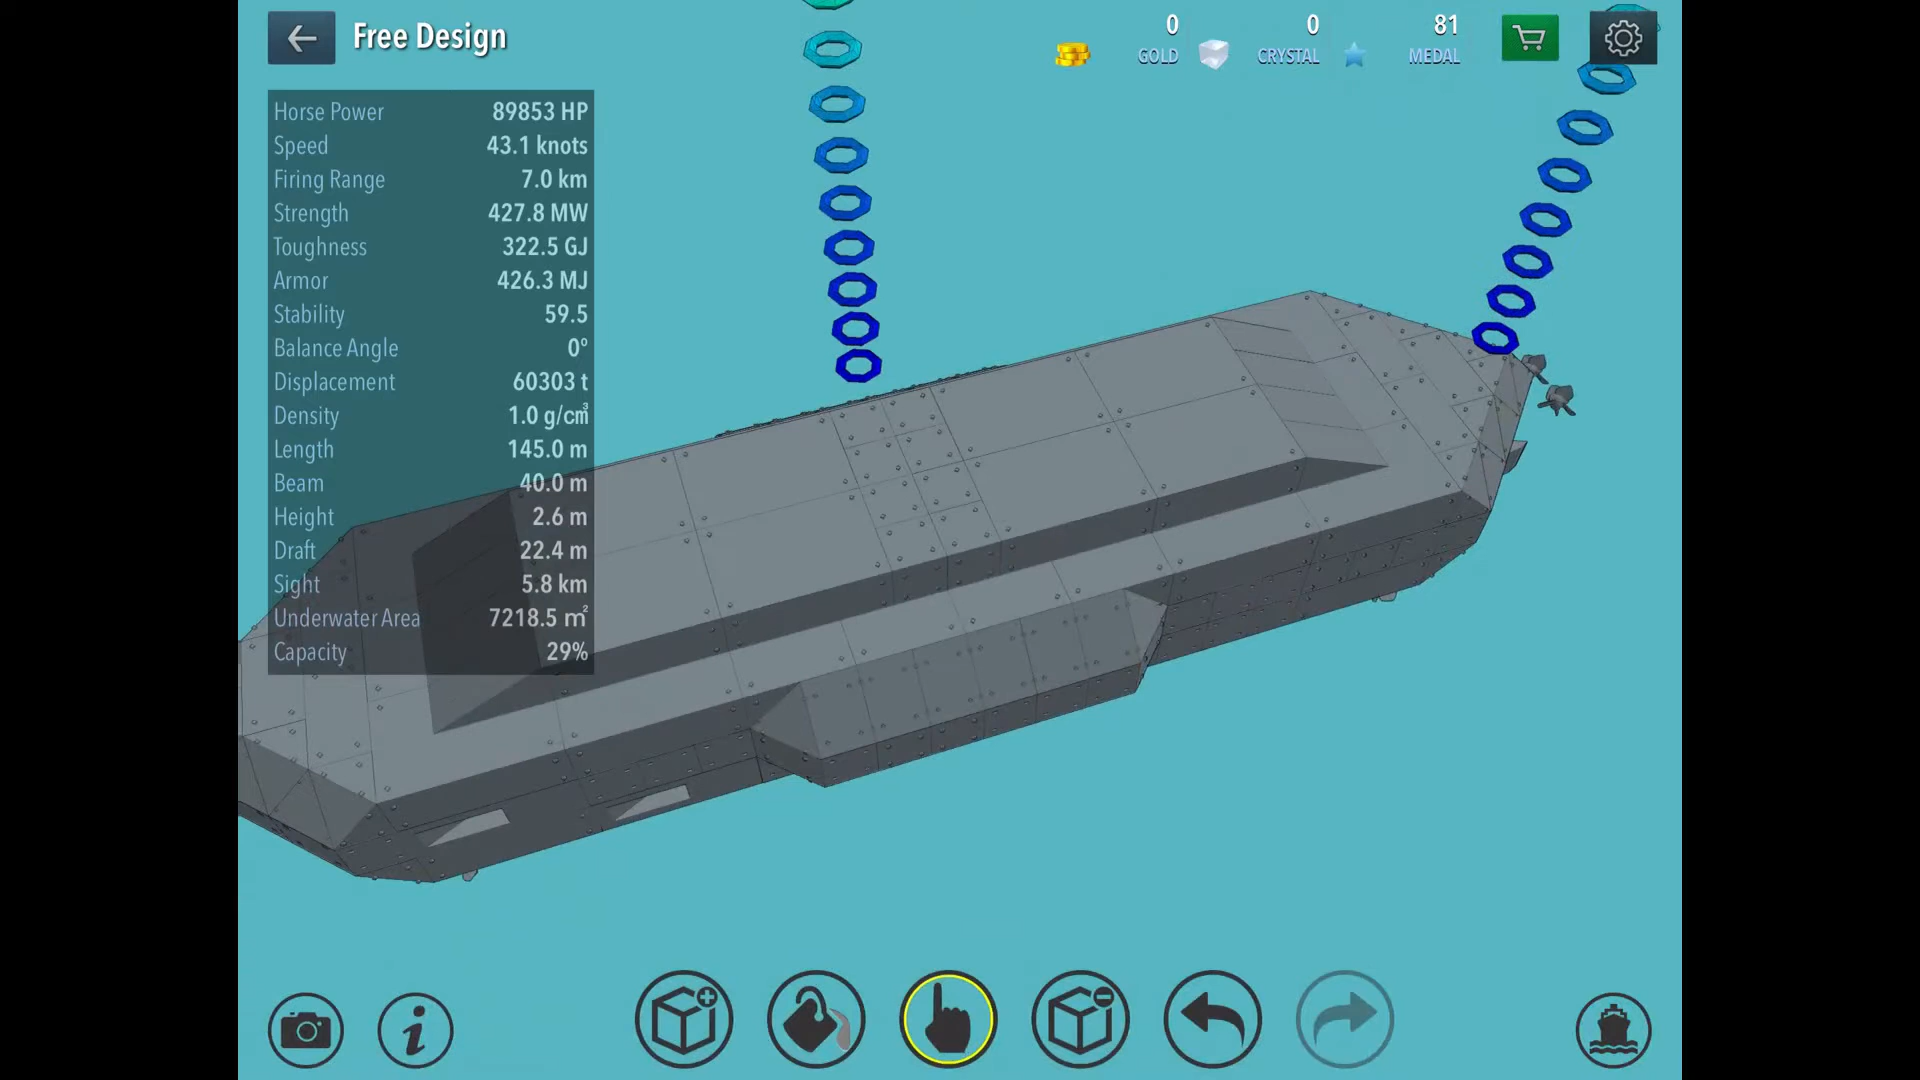 Free Design
0
GOLD
0
CRYSTAL
81
MEDAL
Horse Power 89853 HP
Speed 43.1 knots
Firing Range 7.0 km
Strength 427.8 MW
Toughness 322.5 GJ
Armor 426.3 MJ
Stability 59.5
Balance Angle 0°
Displacement 60303 t
Density 1.0 g/cm³
Length 145.0 m
Beam 40.0 m
Height 2.6 m
Draft 22.4 m
Sight 5.8 km
Underwater Area 7218.5 m²
Capacity 29%